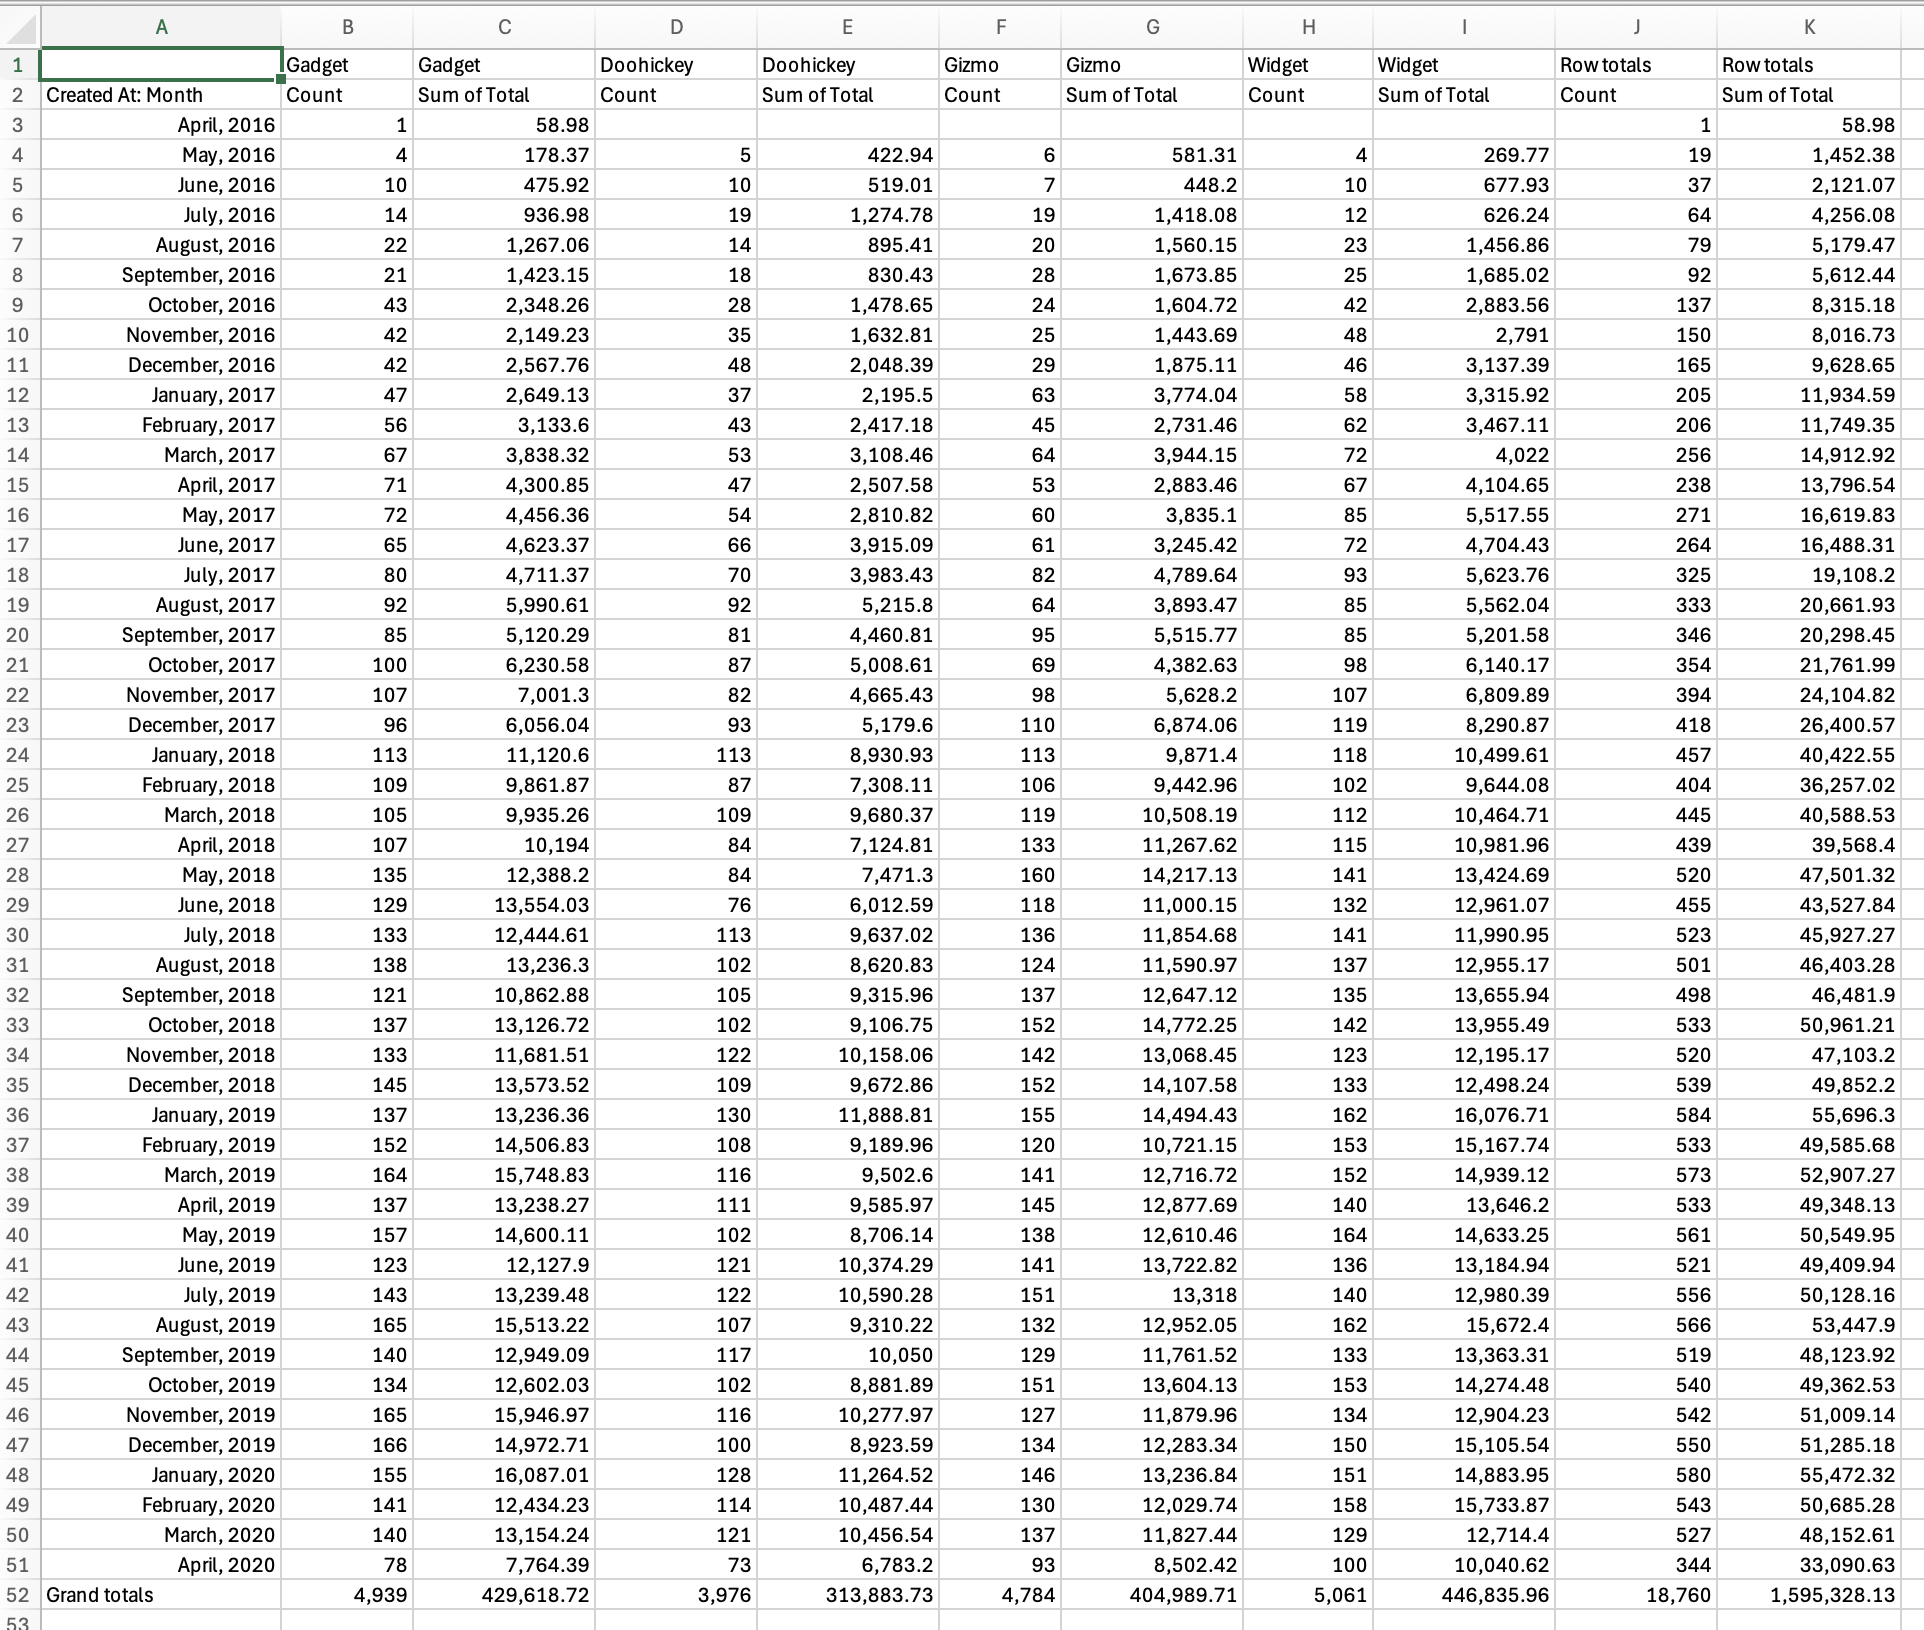 A B C D E F G H I J K
1 Gadget Gadget Doohickey Doohickey Gizmo Gizmo Widget Widget Row totals Row totals
2 Created At: Month Count Sum of Total Count Sum of Total Count Sum of Total Count Sum of Total Count Sum of Total
3 April, 2016 1 58.98 1 58.98
4 May, 2016 4 178.37 5 422.94 6 581.31 4 269.77 19 1,452.38
5 June, 2016 10 475.92 10 519.01 7 448.2 10 677.93 37 2,121.07
6 July, 2016 14 936.98 19 1,274.78 19 1,418.08 12 626.24 64 4,256.08
7 August, 2016 22 1,267.06 14 895.41 20 1,560.15 23 1,456.86 79 5,179.47
8 September, 2016 21 1,423.15 18 830.43 28 1,673.85 25 1,685.02 92 5,612.44
9 October, 2016 43 2,348.26 28 1,478.65 24 1,604.72 42 2,883.56 137 8,315.18
10 November, 2016 42 2,149.23 35 1,632.81 25 1,443.69 48 2,791 150 8,016.73
11 December, 2016 42 2,567.76 48 2,048.39 29 1,875.11 46 3,137.39 165 9,628.65
12 January, 2017 47 2,649.13 37 2,195.5 63 3,774.04 58 3,315.92 205 11,934.59
13 February, 2017 56 3,133.6 43 2,417.18 45 2,731.46 62 3,467.11 206 11,749.35
14 March, 2017 67 3,838.32 53 3,108.46 64 3,944.15 72 4,022 256 14,912.92
15 April, 2017 71 4,300.85 47 2,507.58 53 2,883.46 67 4,104.65 238 13,796.54
16 May, 2017 72 4,456.36 54 2,810.82 60 3,835.1 85 5,517.55 271 16,619.83
17 June, 2017 65 4,623.37 66 3,915.09 61 3,245.42 72 4,704.43 264 16,488.31
18 July, 2017 80 4,711.37 70 3,983.43 82 4,789.64 93 5,623.76 325 19,108.2
19 August, 2017 92 5,990.61 92 5,215.8 64 3,893.47 85 5,562.04 333 20,661.93
20 September, 2017 85 5,120.29 81 4,460.81 95 5,515.77 85 5,201.58 346 20,298.45
21 October, 2017 100 6,230.58 87 5,008.61 69 4,382.63 98 6,140.17 354 21,761.99
22 November, 2017 107 7,001.3 82 4,665.43 98 5,628.2 107 6,809.89 394 24,104.82
23 December, 2017 96 6,056.04 93 5,179.6 110 6,874.06 119 8,290.87 418 26,400.57
24 January, 2018 113 11,120.6 113 8,930.93 113 9,871.4 118 10,499.61 457 40,422.55
25 February, 2018 109 9,861.87 87 7,308.11 106 9,442.96 102 9,644.08 404 36,257.02
26 March, 2018 105 9,935.26 109 9,680.37 119 10,508.19 112 10,464.71 445 40,588.53
27 April, 2018 107 10,194 84 7,124.81 133 11,267.62 115 10,981.96 439 39,568.4
28 May, 2018 135 12,388.2 84 7,471.3 160 14,217.13 141 13,424.69 520 47,501.32
29 June, 2018 129 13,554.03 76 6,012.59 118 11,000.15 132 12,961.07 455 43,527.84
30 July, 2018 133 12,444.61 113 9,637.02 136 11,854.68 141 11,990.95 523 45,927.27
31 August, 2018 138 13,236.3 102 8,620.83 124 11,590.97 137 12,955.17 501 46,403.28
32 September, 2018 121 10,862.88 105 9,315.96 137 12,647.12 135 13,655.94 498 46,481.9
33 October, 2018 137 13,126.72 102 9,106.75 152 14,772.25 142 13,955.49 533 50,961.21
34 November, 2018 133 11,681.51 122 10,158.06 142 13,068.45 123 12,195.17 520 47,103.2
35 December, 2018 145 13,573.52 109 9,672.86 152 14,107.58 133 12,498.24 539 49,852.2
36 January, 2019 137 13,236.36 130 11,888.81 155 14,494.43 162 16,076.71 584 55,696.3
37 February, 2019 152 14,506.83 108 9,189.96 120 10,721.15 153 15,167.74 533 49,585.68
38 March, 2019 164 15,748.83 116 9,502.6 141 12,716.72 152 14,939.12 573 52,907.27
39 April, 2019 137 13,238.27 111 9,585.97 145 12,877.69 140 13,646.2 533 49,348.13
40 May, 2019 157 14,600.11 102 8,706.14 138 12,610.46 164 14,633.25 561 50,549.95
41 June, 2019 123 12,127.9 121 10,374.29 141 13,722.82 136 13,184.94 521 49,409.94
42 July, 2019 143 13,239.48 122 10,590.28 151 13,318 140 12,980.39 556 50,128.16
43 August, 2019 165 15,513.22 107 9,310.22 132 12,952.05 162 15,672.4 566 53,447.9
44 September, 2019 140 12,949.09 117 10,050 129 11,761.52 133 13,363.31 519 48,123.92
45 October, 2019 134 12,602.03 102 8,881.89 151 13,604.13 153 14,274.48 540 49,362.53
46 November, 2019 165 15,946.97 116 10,277.97 127 11,879.96 134 12,904.23 542 51,009.14
47 December, 2019 166 14,972.71 100 8,923.59 134 12,283.34 150 15,105.54 550 51,285.18
48 January, 2020 155 16,087.01 128 11,264.52 146 13,236.84 151 14,883.95 580 55,472.32
49 February, 2020 141 12,434.23 114 10,487.44 130 12,029.74 158 15,733.87 543 50,685.28
50 March, 2020 140 13,154.24 121 10,456.54 137 11,827.44 129 12,714.4 527 48,152.61
51 April, 2020 78 7,764.39 73 6,783.2 93 8,502.42 100 10,040.62 344 33,090.63
52 Grand totals 4,939 429,618.72 3,976 313,883.73 4,784 404,989.71 5,061 446,835.96 18,760 1,595,328.13
53